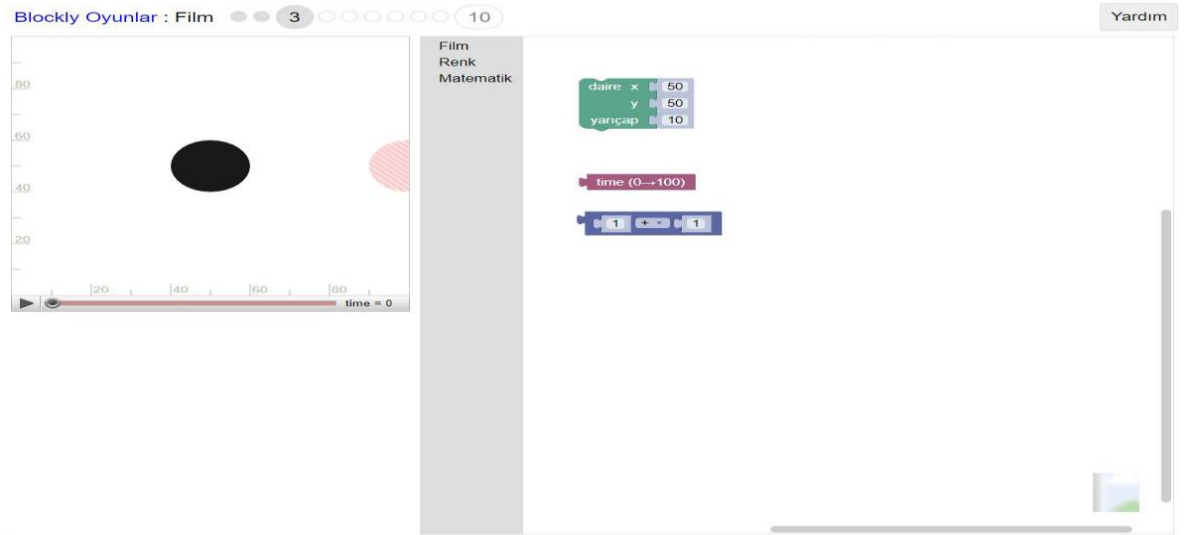 Blockly Oyunlar : Film 3 10 Yardım
Film
Renk
Matematik
80
60
40
20
20 40 60 80
time = 0
daire x 50
y 50
yarıçap 10
time (0→100)
1 + 1